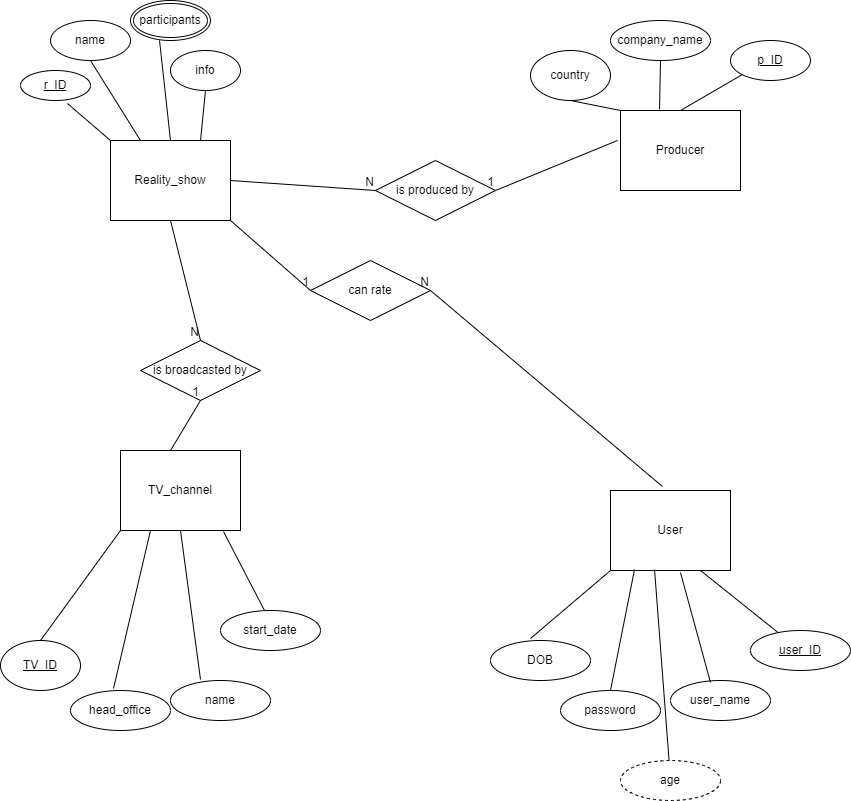 participants
name
company_name
info
country
p_ID
r_ID
Producer
Reality_show
N
is produced by
1
1
can rate
N
N
is broadcasted by
1
TV_channel
User
start_date
TV_ID
DOB
user_ID
head_office
name
password
user_name
age